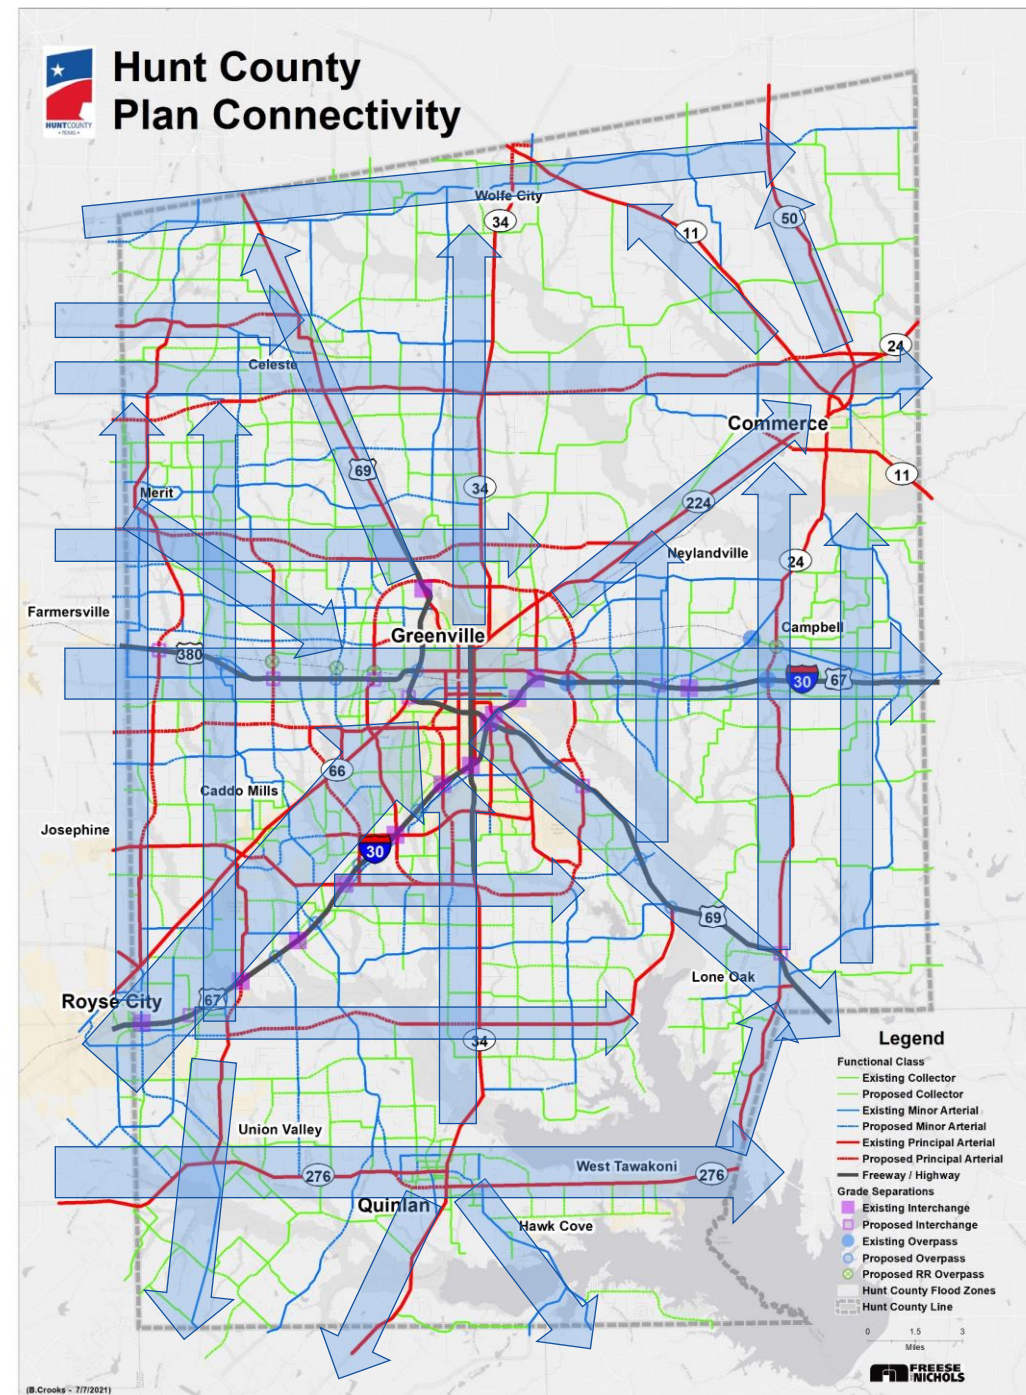 Hunt County
Plan Connectivity
HUNTCOUNTY
• TEXAS •
Wolfe City
34
50
11
24
Celeste
Commerce
69
11
Merit
34
224
Neylandville
24
Farmersville
Campbell
Greenville
380
30
67
66
Caddo Mills
Josephine
30
69
Lone Oak
Royse City
67
34
Union Valley
West Tawakoni
276
276
Quinlan
Hawk Cove
Legend
Functional Class
Existing Collector
Proposed Collector
Existing Minor Arterial
Proposed Minor Arterial
Existing Principal Arterial
Proposed Principal Arterial
Freeway / Highway
Grade Separations
Existing Interchange
Proposed Interchange
Existing Overpass
Proposed Overpass
Proposed RR Overpass
Hunt County Flood Zones
Hunt County Line
0 1.5 3
Miles
FREESE
NICHOLS
(B.Crooks - 7/7/2021)